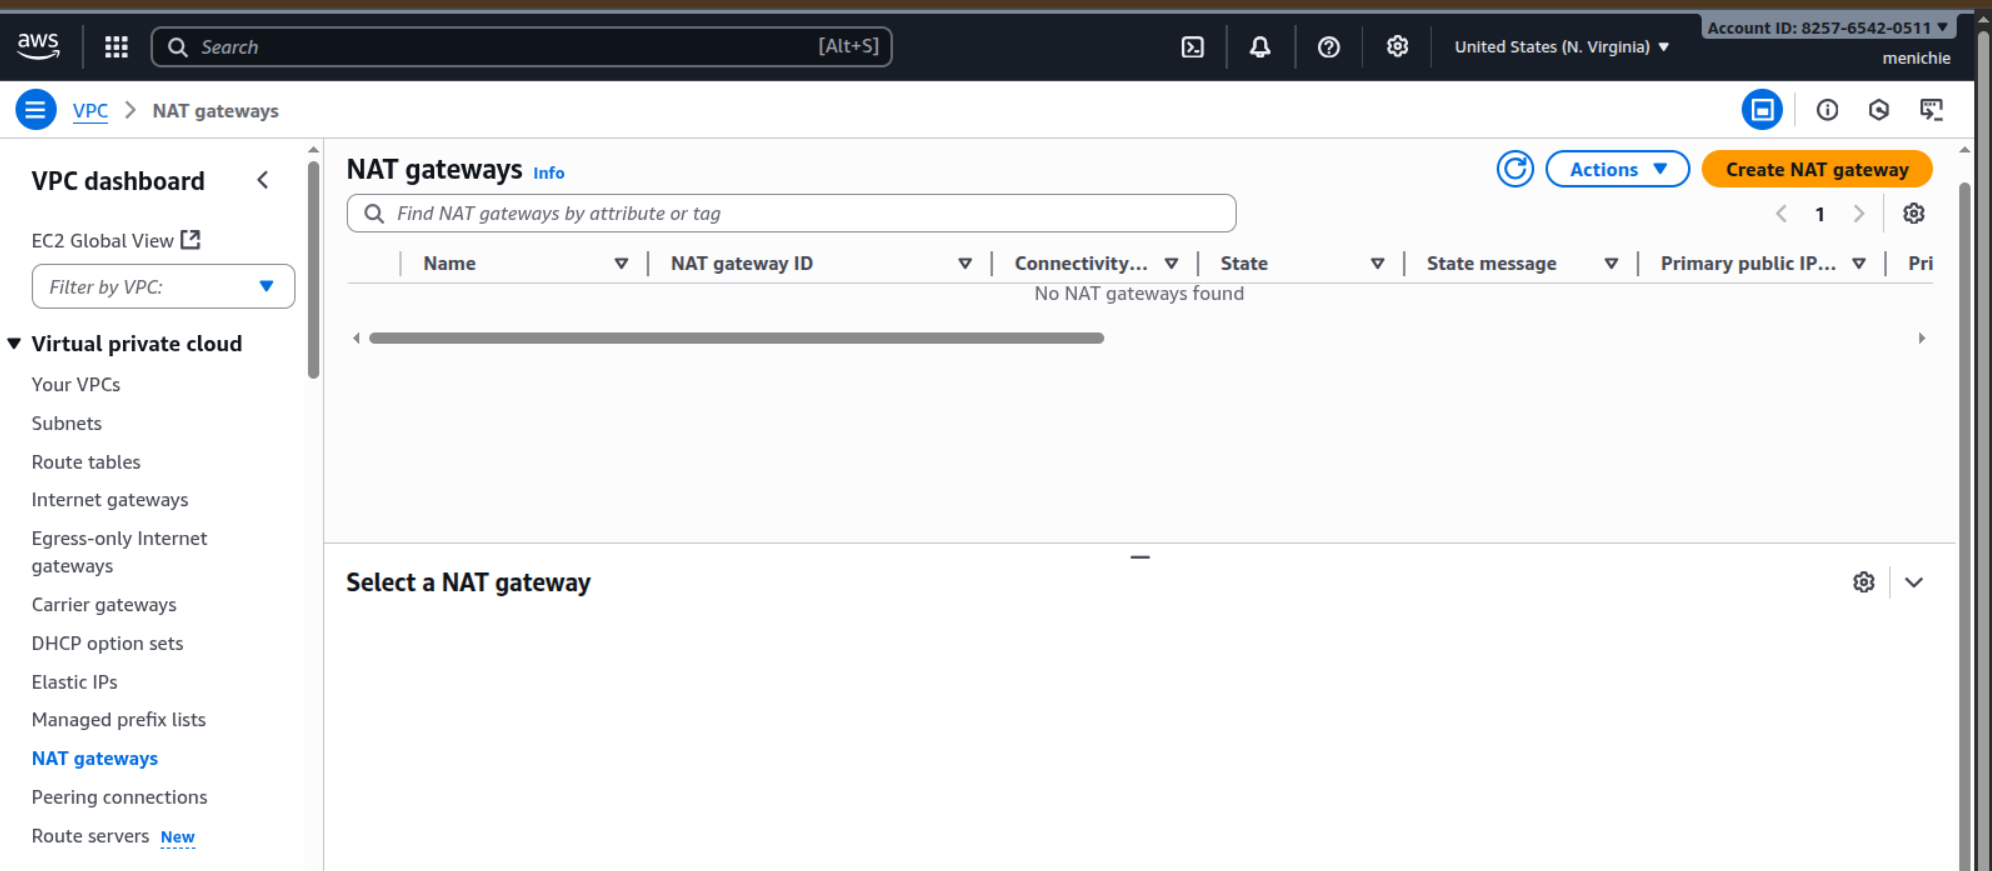 aws
Search [Alt+S]
United States (N. Virginia)
Account ID: 8257-6542-0511
menichie
VPC
NAT gateways
VPC dashboard
EC2 Global View
Filter by VPC:
Virtual private cloud
Your VPCs
Subnets
Route tables
Internet gateways
Egress-only Internet
gateways
Carrier gateways
DHCP option sets
Elastic IPs
Managed prefix lists
NAT gateways
Peering connections
Route servers New
NAT gateways Info
Actions
Create NAT gateway
Find NAT gateways by attribute or tag
1
Name
NAT gateway ID
Connectivity...
State
State message
Primary public IP...
Pri
No NAT gateways found
Select a NAT gateway